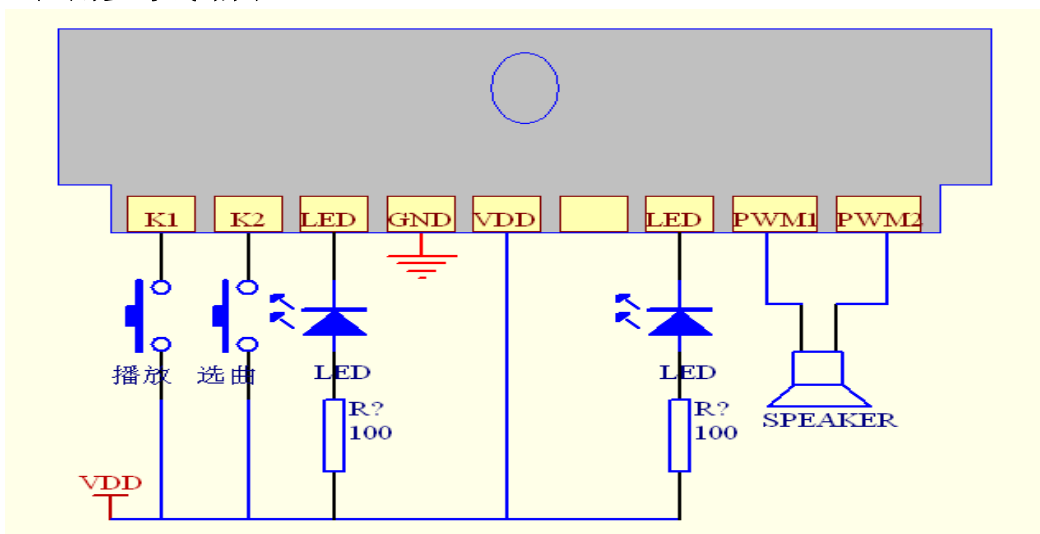 K1 K2 LED GND VDD LED PWM1 PWM2
播放 选曲 LED LED
R? R?
100 100
SPEAKER
VDD